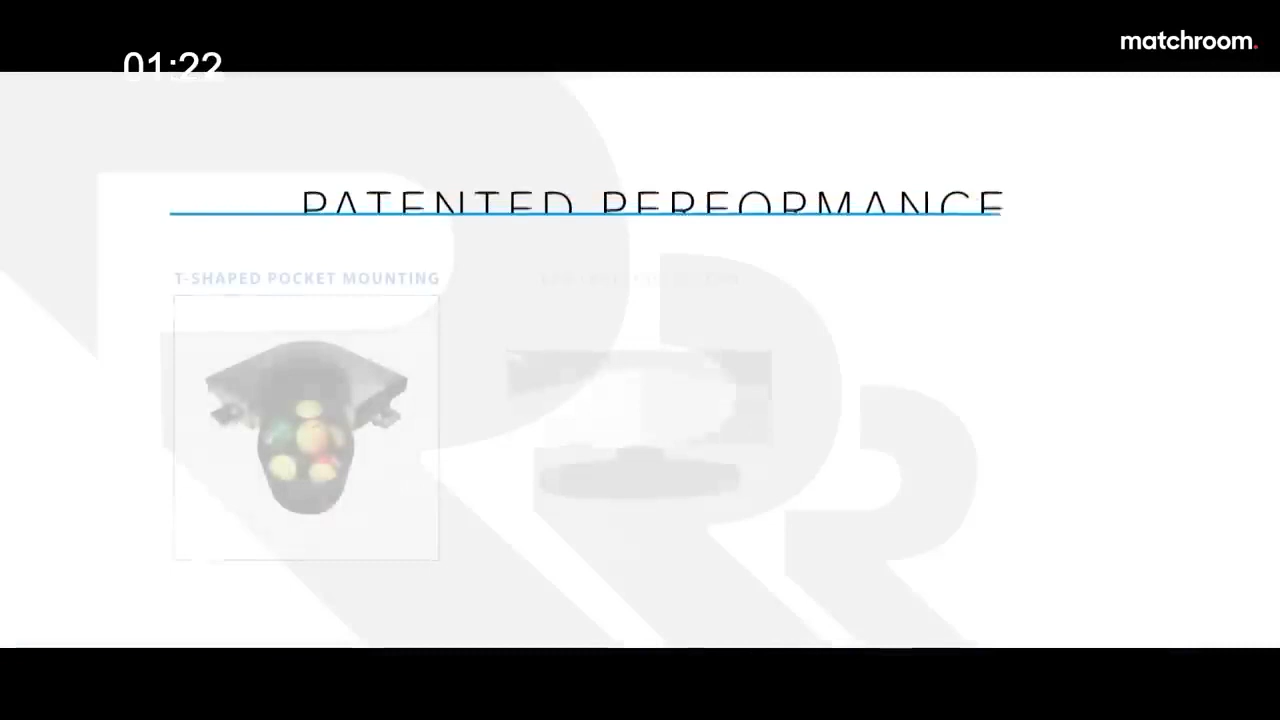 matchroom.
01:22
PATENTED PERFORMANCE
T-SHAPED POCKET MOUNTING